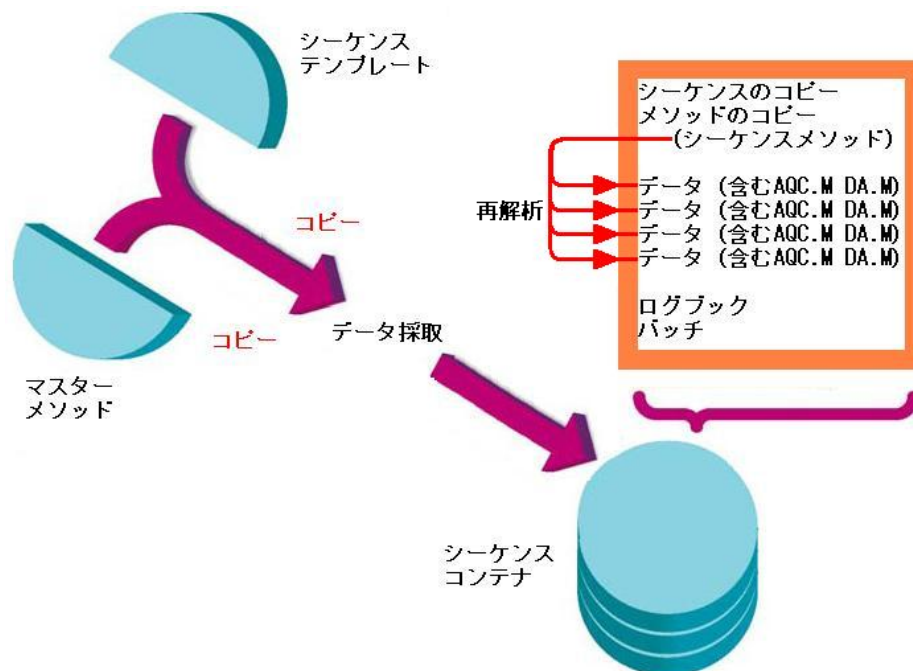 シーケンス
テンプレート
コピー
コピー
マスター
メソッド
データ採取
シーケンス
コンテナ
再解析
シーケンスのコピー
メソッドのコピー
(シーケンスメソッド)
データ (含むAQC.M DA.M)
データ (含むAQC.M DA.M)
データ (含むAQC.M DA.M)
データ (含むAQC.M DA.M)
ログブック
バッチ